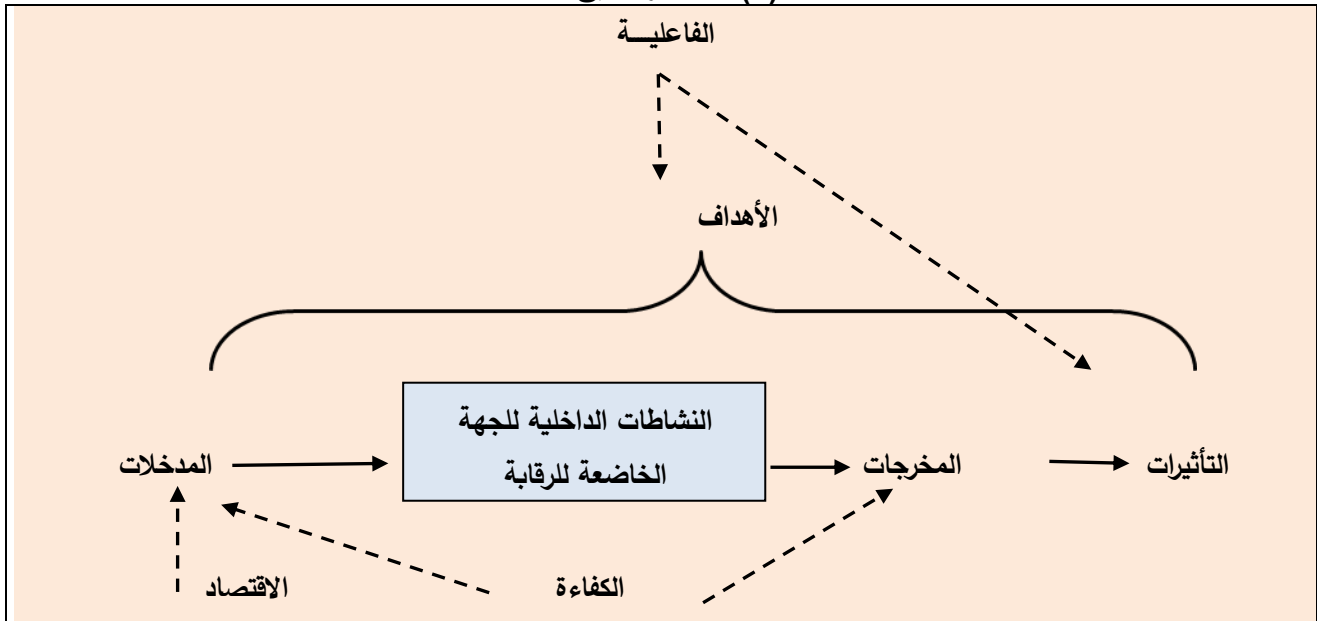 الفاعليــة
الأهداف
النشاطات الداخلية للجهة
الخاضعة للرقابة
المدخلات
المخرجات
التأثيرات
الاقتصاد
الكفاءة